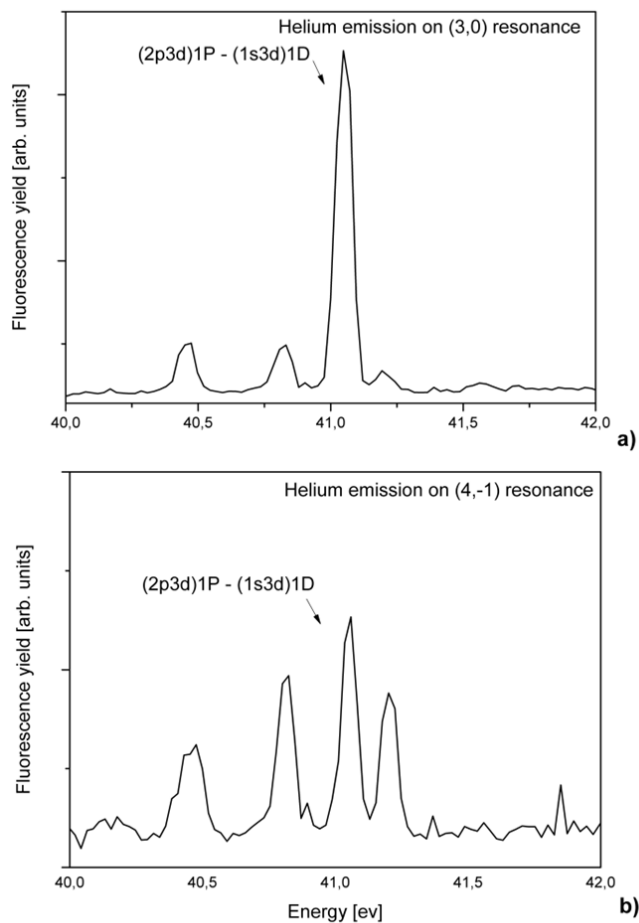 Helium emission on (3,0) resonance
(2p3d)1P - (1s3d)1D
Fluorescence yield [arb. units]
40,0 40,5 41,0 41,5 42,0
a)
Helium emission on (4,-1) resonance
(2p3d)1P - (1s3d)1D
Fluorescence yield [arb. units]
40,0 40,5 41,0 41,5 42,0
Energy [ev]
b)